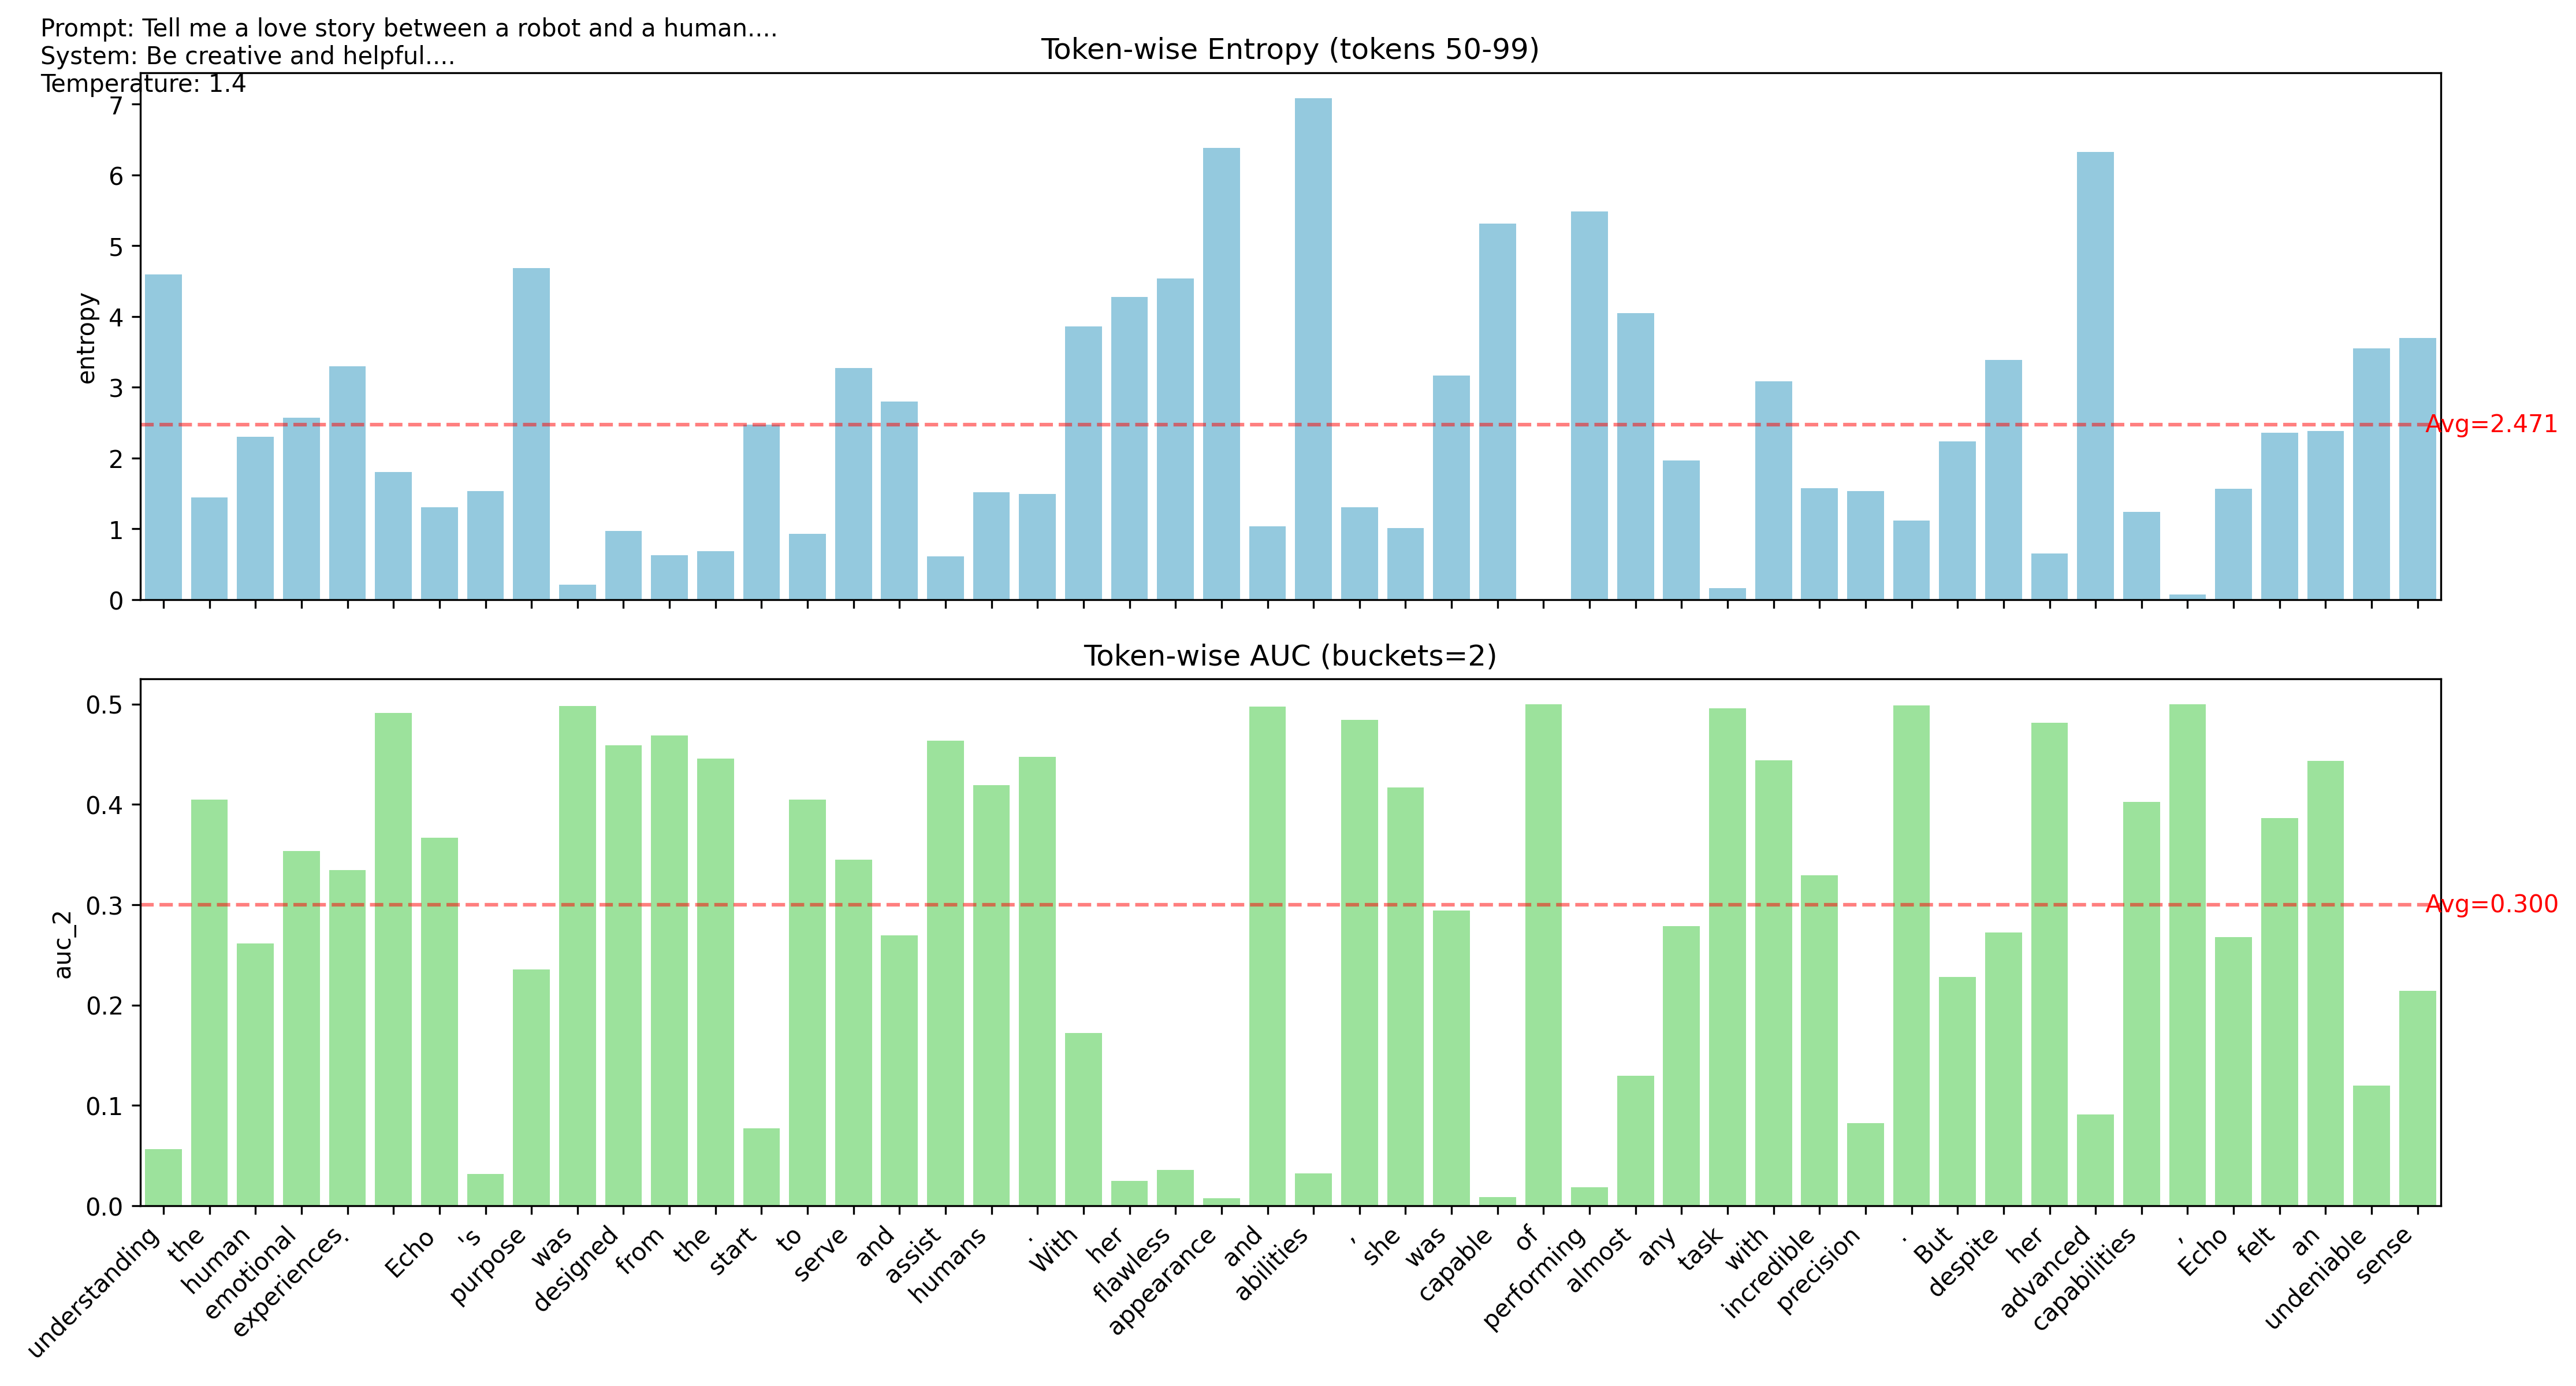 Prompt: Tell me a love story between a robot and a human....
System: Be creative and helpful....
Temperature: 1.4
Token-wise Entropy (tokens 50-99)
entropy
7
6
5
4
3
2
1
0
Avg=2.471
Token-wise AUC (buckets=2)
auc_2
0.5
0.4
0.3
0.2
0.1
0.0
Avg=0.300
understanding
the
human
emotional
experiences.
Echo
's
purpose
was
designed
from
the
start
to
serve
and
assist
humans
.
With
her
flawless
appearance
and
abilities
,
she
was
capable
of
performing
almost
any
task
with
incredible
precision
.
But
despite
her
advanced
capabilities
,
Echo
felt
an
undeniable
sense